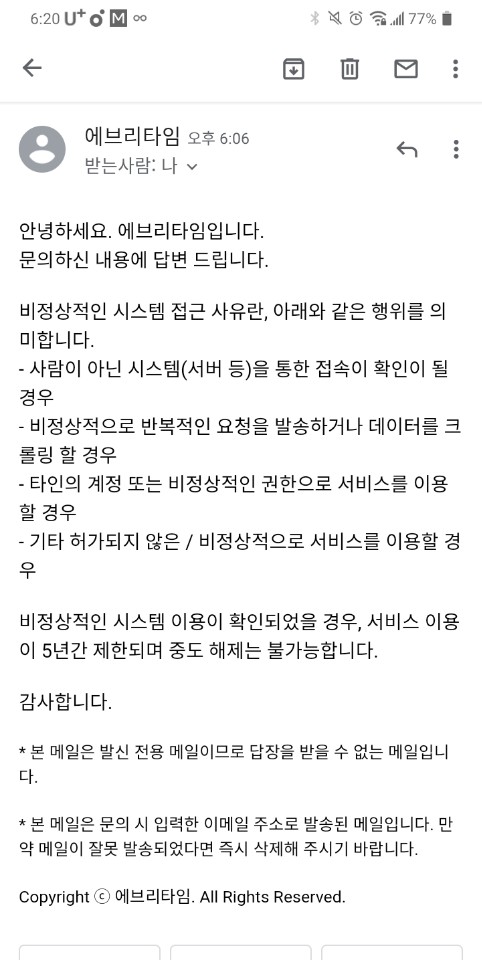 6:20 U+ M 77%
에브리타임 오후 6:06
받는사람: 나
안녕하세요. 에브리타임입니다.
문의하신 내용에 답변 드립니다.
비정상적인 시스템 접근 사유란, 아래와 같은 행위를 의
미합니다.
- 사람이 아닌 시스템(서버 등)을 통한 접속이 확인이 될
경우
- 비정상적으로 반복적인 요청을 발송하거나 데이터를 크
롤링 할 경우
- 타인의 계정 또는 비정상적인 권한으로 서비스를 이용
할 경우
- 기타 허가되지 않은 / 비정상적으로 서비스를 이용할 경
우
비정상적인 시스템 이용이 확인되었을 경우, 서비스 이용
이 5년간 제한되며 중도 해제는 불가능합니다.
감사합니다.
* 본 메일은 발신 전용 메일이므로 답장을 받을 수 없는 메일입니
다.
* 본 메일은 문의 시 입력한 이메일 주소로 발송된 메일입니다. 만
약 메일이 잘못 발송되었다면 즉시 삭제해 주시기 바랍니다.
Copyright ⓒ 에브리타임. All Rights Reserved.